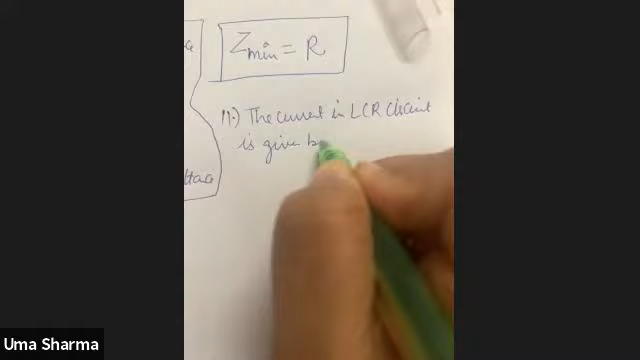 Zmin = R
11.) The current in LCR Circuit
is given b
Uma Sharma